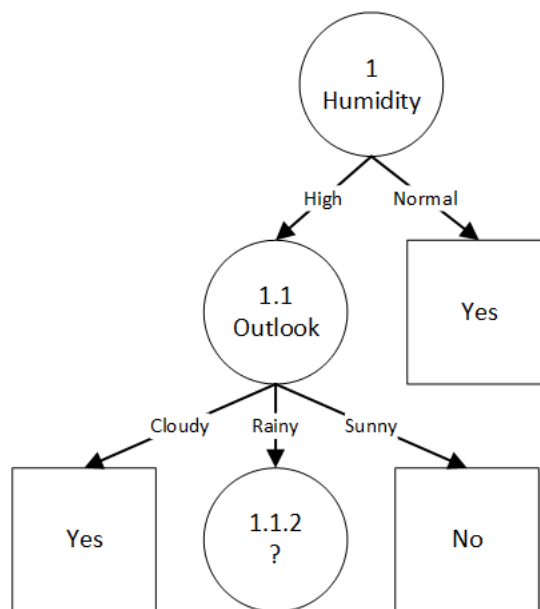 1
Humidity
High
Normal
1.1
Outlook
Yes
Cloudy
Rainy
Sunny
Yes
1.1.2
?
No